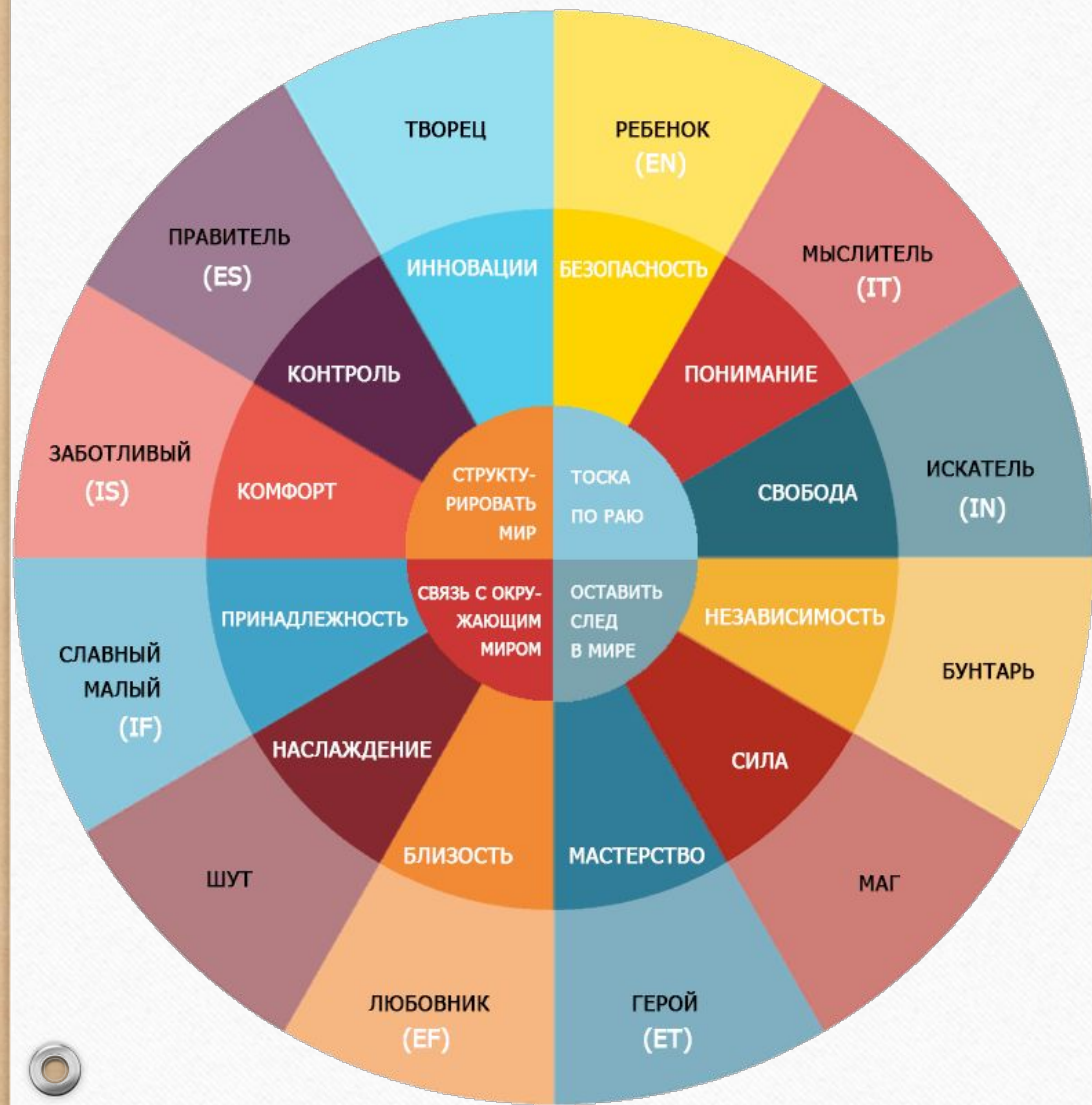 ТВОРЕЦ
РЕБЕНОК
(EN)
МЫСЛИТЕЛЬ
(IT)
ИСКАТЕЛЬ
(IN)
БУНТАРЬ
МАГ
ГЕРОЙ
(ET)
ЛЮБОВНИК
(EF)
ШУТ
СЛАВНЫЙ
МАЛЫЙ
(IF)
ЗАБОТЛИВЫЙ
(IS)
ПРАВИТЕЛЬ
(ES)
ИННОВАЦИИ
БЕЗОПАСНОСТЬ
ПОНИМАНИЕ
СВОБОДА
НЕЗАВИСИМОСТЬ
СИЛА
МАСТЕРСТВО
БЛИЗОСТЬ
НАСЛАЖДЕНИЕ
ПРИНАДЛЕЖНОСТЬ
КОМФОРТ
КОНТРОЛЬ
СТРУКТУ-
РИРОВАТЬ
МИР
ТОСКА
ПО РАЮ
СВЯЗЬ С ОКРУ-
ЖАЮЩИМ
МИРОМ
ОСТАВИТЬ
СЛЕД
В МИРЕ